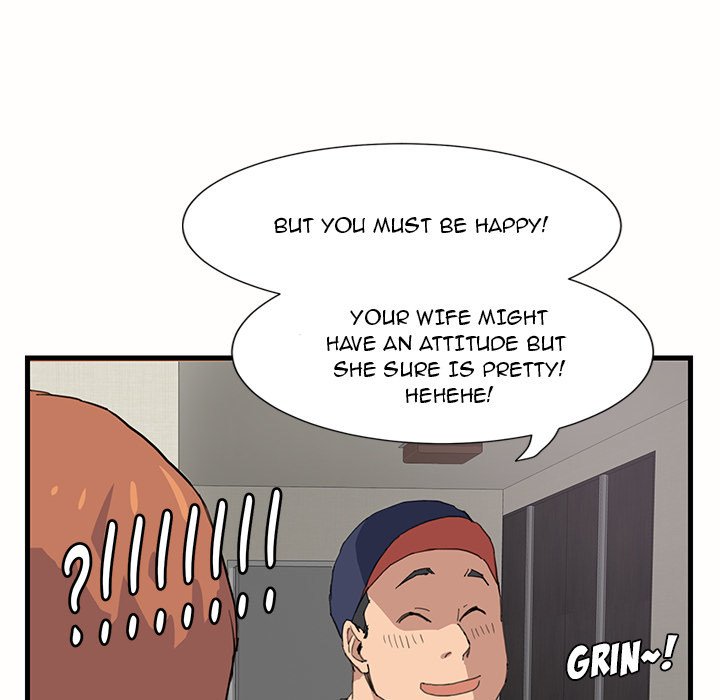 BUT YOU MUST BE HAPPY!
YOUR WIFE MIGHT
HAVE AN ATTITUDE BUT
SHE SURE IS PRETTY!
HEHEHE!
?!!!!!!!
GRIN~!